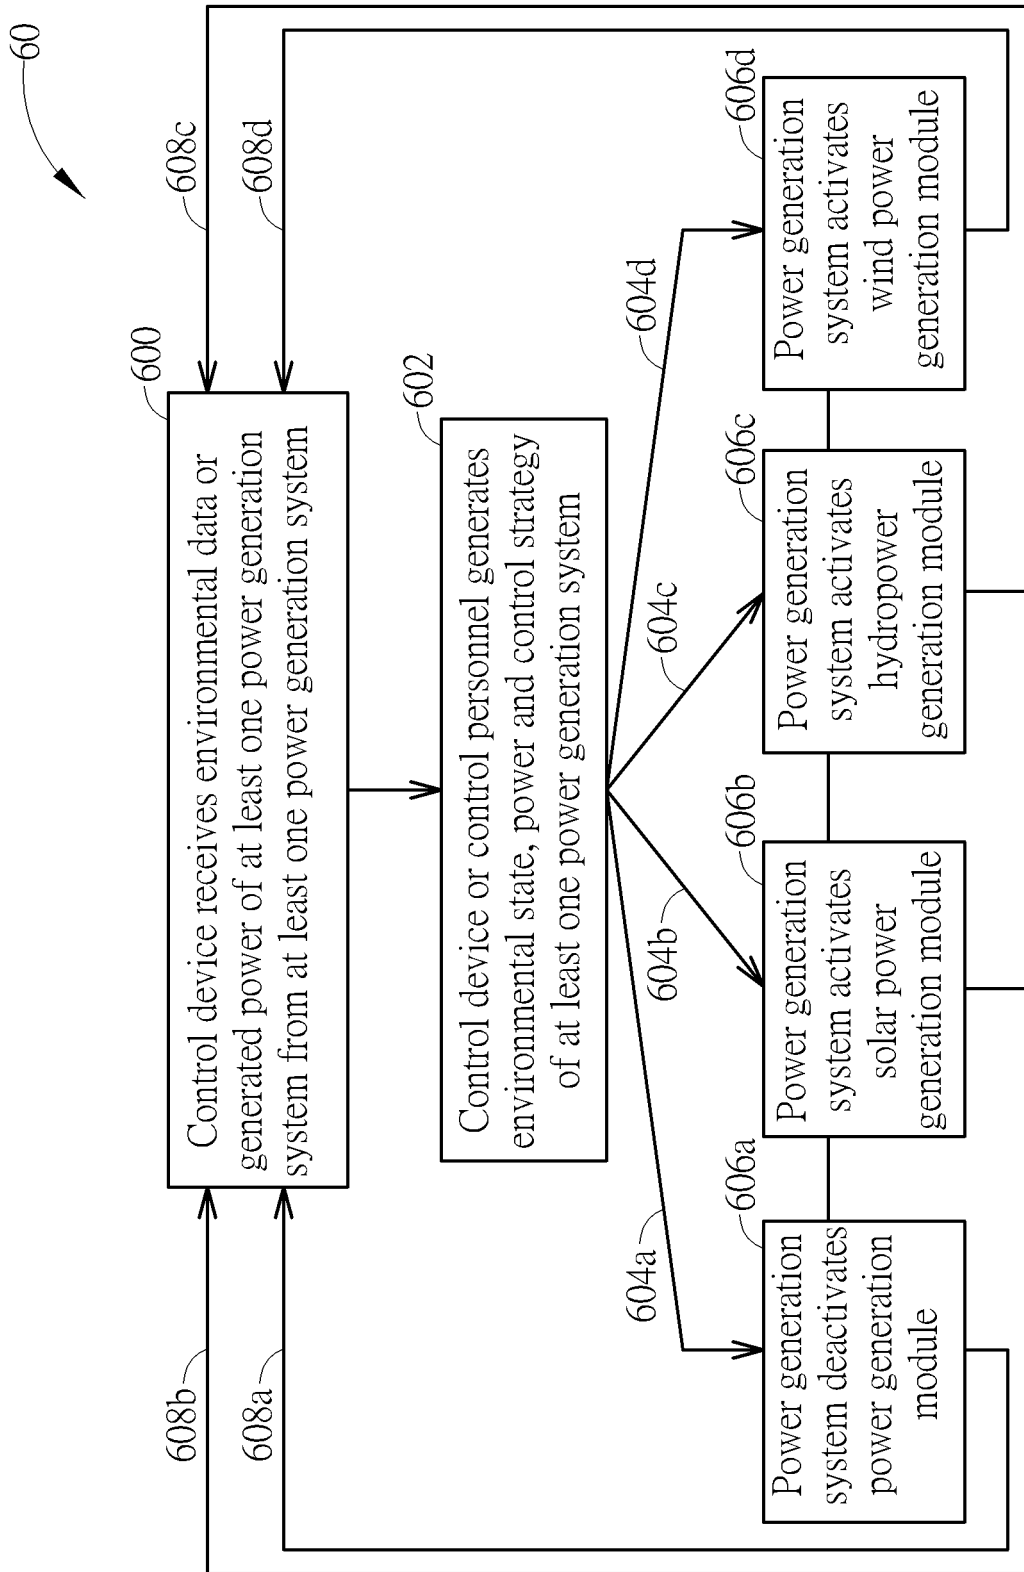 60
600
Control device receives environmental data or
generated power of at least one power generation
system from at least one power generation system
608b
608a
608c
608d
602
Control device or control personnel generates
environmental state, power and control strategy
of at least one power generation system
604a
604b
604c
604d
606a
Power generation
system deactivates
power generation
module
606b
Power generation
system activates
solar power
generation module
606c
Power generation
system activates
hydropower
generation module
606d
Power generation
system activates
wind power
generation module